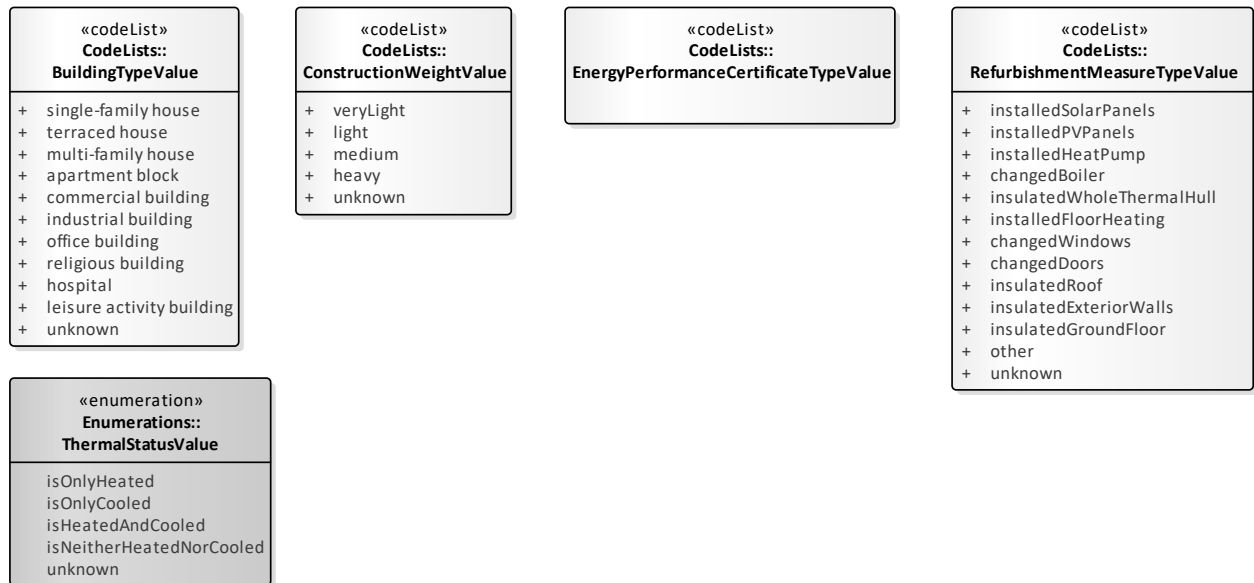 «codeList»
CodeLists::
BuildingTypeValue
+ single-family house
+ terraced house
+ multi-family house
+ apartment block
+ commercial building
+ industrial building
+ office building
+ religious building
+ hospital
+ leisure activity building
+ unknown
«codeList»
CodeLists::
ConstructionWeightValue
+ veryLight
+ light
+ medium
+ heavy
+ unknown
«codeList»
CodeLists::
EnergyPerformanceCertificateTypeValue
«codeList»
CodeLists::
RefurbishmentMeasureTypeValue
+ installedSolarPanels
+ installedPVPanels
+ installedHeatPump
+ changedBoiler
+ insulatedWholeThermalHull
+ installedFloorHeating
+ changedWindows
+ changedDoors
+ insulatedRoof
+ insulatedExteriorWalls
+ insulatedGroundFloor
+ other
+ unknown
«enumeration»
Enumerations::
ThermalStatusValue
isOnlyHeated
isOnlyCooled
isHeatedAndCooled
isNeitherHeatedNorCooled
unknown